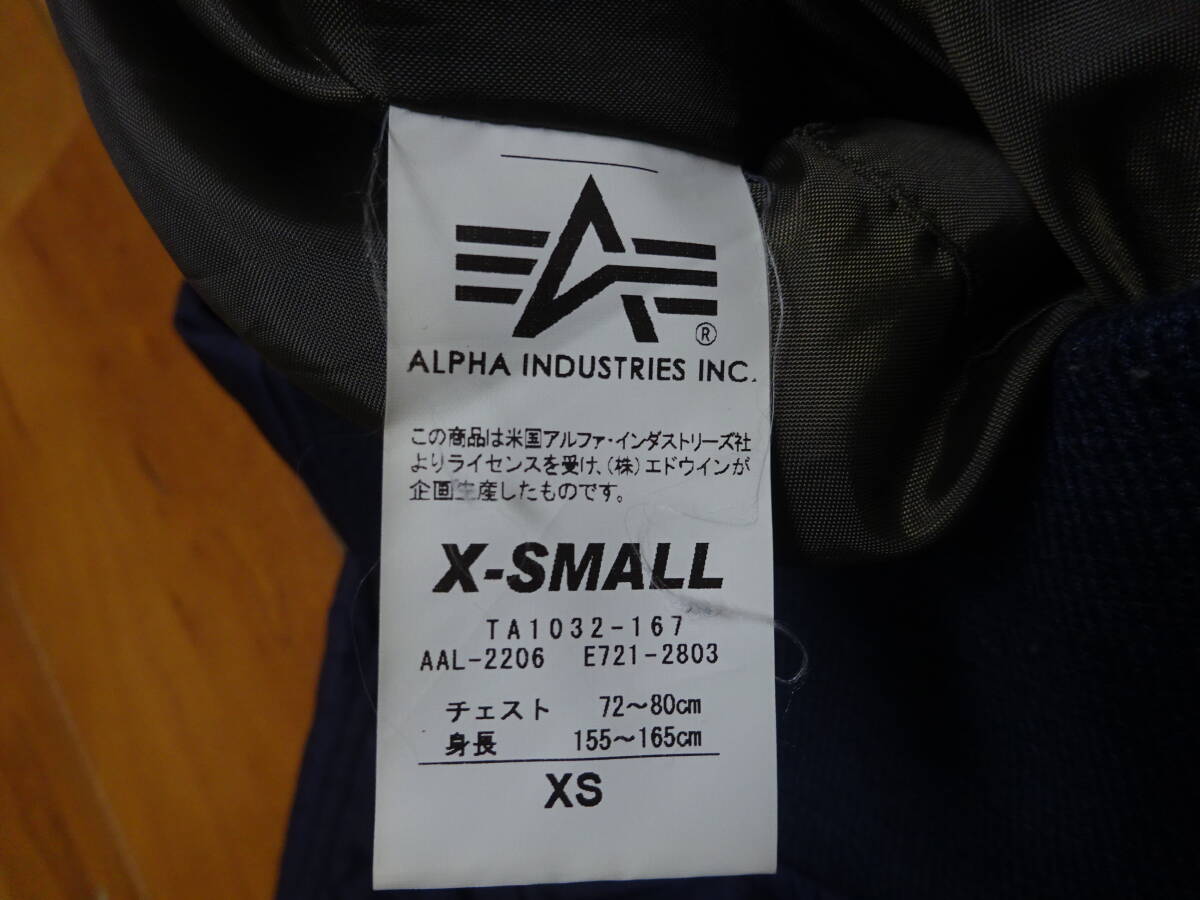 ®
ALPHA INDUSTRIES INC.
この商品は米国アルファ・インダストリーズ社
よりライセンスを受け、(株)エドウインが
企画生産したものです。
X-SMALL
TA1032-167
AAL-2206 E721-2803
チェスト 72～80cm
身長 155～165cm
XS